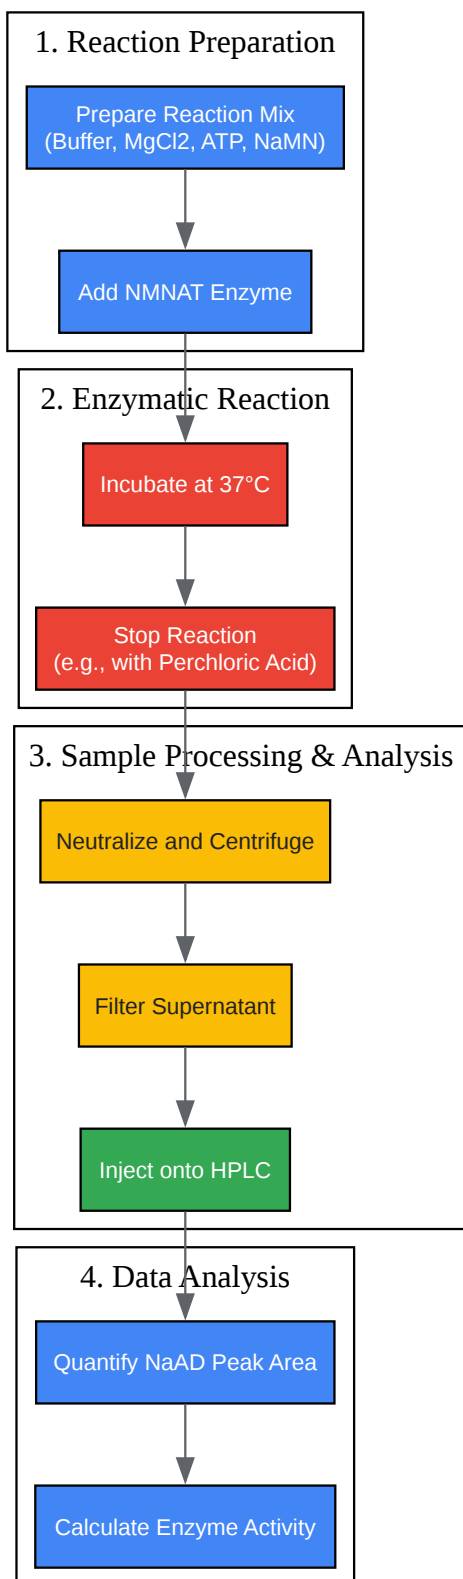 1. Reaction Preparation
Prepare Reaction Mix
(Buffer, MgCl2, ATP, NaMN)
Add NMNAT Enzyme
2. Enzymatic Reaction
Incubate at 37°C
Stop Reaction
(e.g., with Perchloric Acid)
3. Sample Processing & Analysis
Neutralize and Centrifuge
Filter Supernatant
Inject onto HPLC
4. Data Analysis
Quantify NaAD Peak Area
Calculate Enzyme Activity